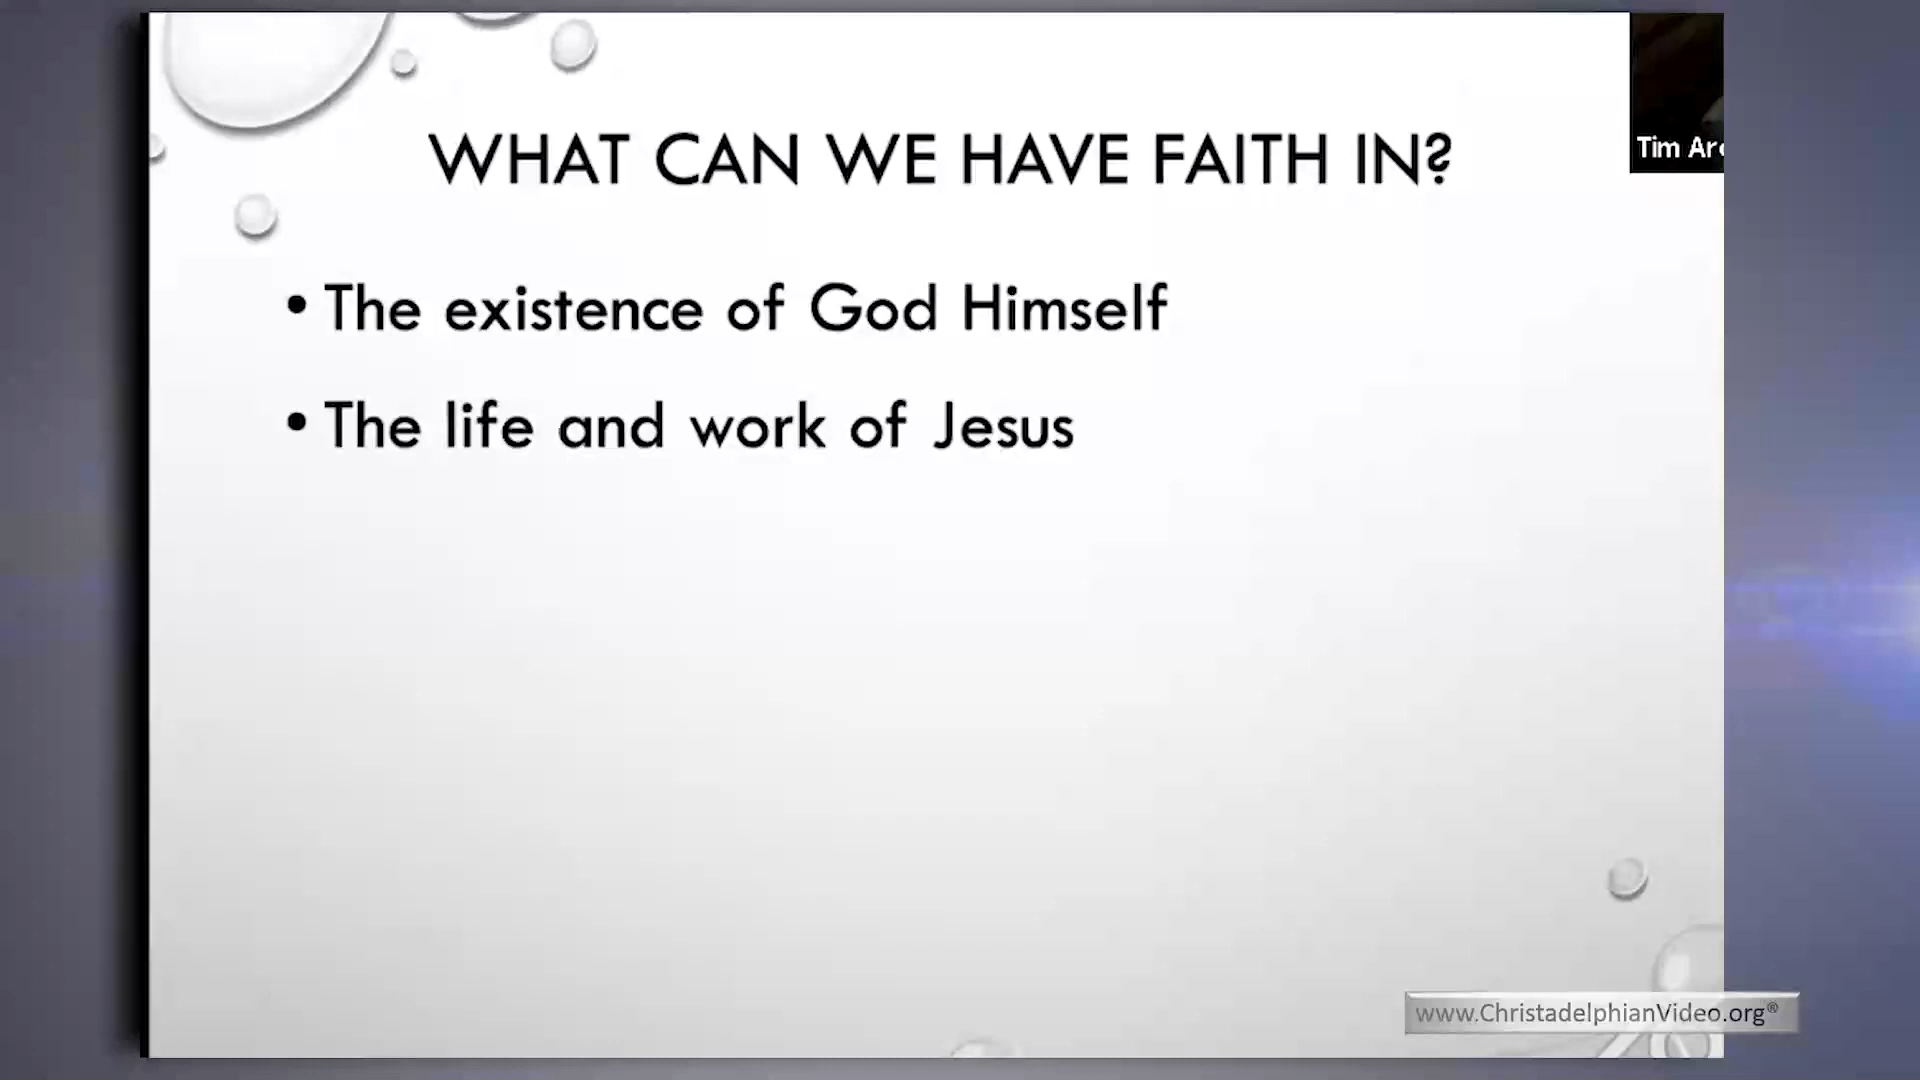 WHAT CAN WE HAVE FAITH IN?
Tim
• The existence of God Himself
• The life and work of Jesus
www.ChristadelphianVideo.org®